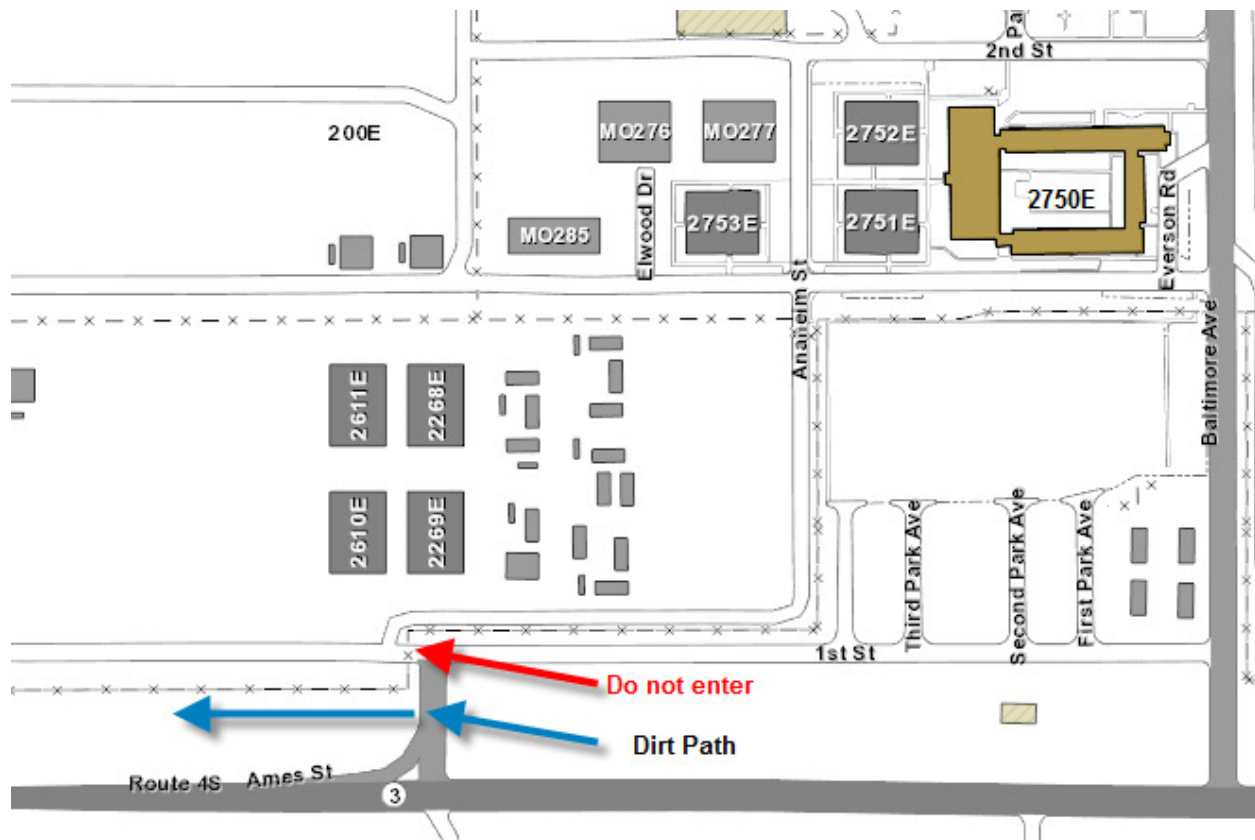 Pa
2nd St
200E
MO276
MO277
2752E
2750E
Elwood Dr
MO285
2753E
2751E
Everson Rd
Anaheim St
Baltimore Ave
2611E
2268E
2610E
2269E
Third Park Ave
Second Park Ave
First Park Ave
1st St
Do not enter
Dirt Path
Route 4S
Ames St
3